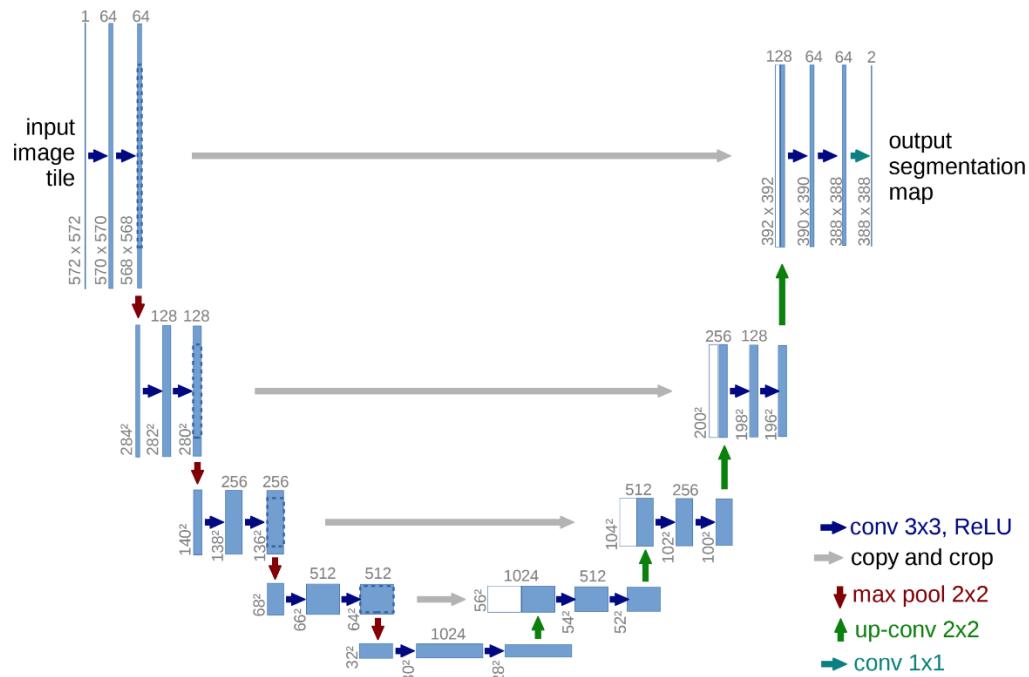 1 64 64
input
image
tile
572 x 572
570 x 570
568 x 568
128 64 64 2
output
segmentation
map
392 x 392
390 x 390
388 x 388
388 x 388
128 128
284²
282²
280²
256 128
200²
198²
196²
256 256
140²
138²
136²
512 256
104²
102²
100²
512 512
68²
66²
64²
1024 512
56²
54²
52²
1024
32²
30²
28²
conv 3x3, ReLU
copy and crop
max pool 2x2
up-conv 2x2
conv 1x1